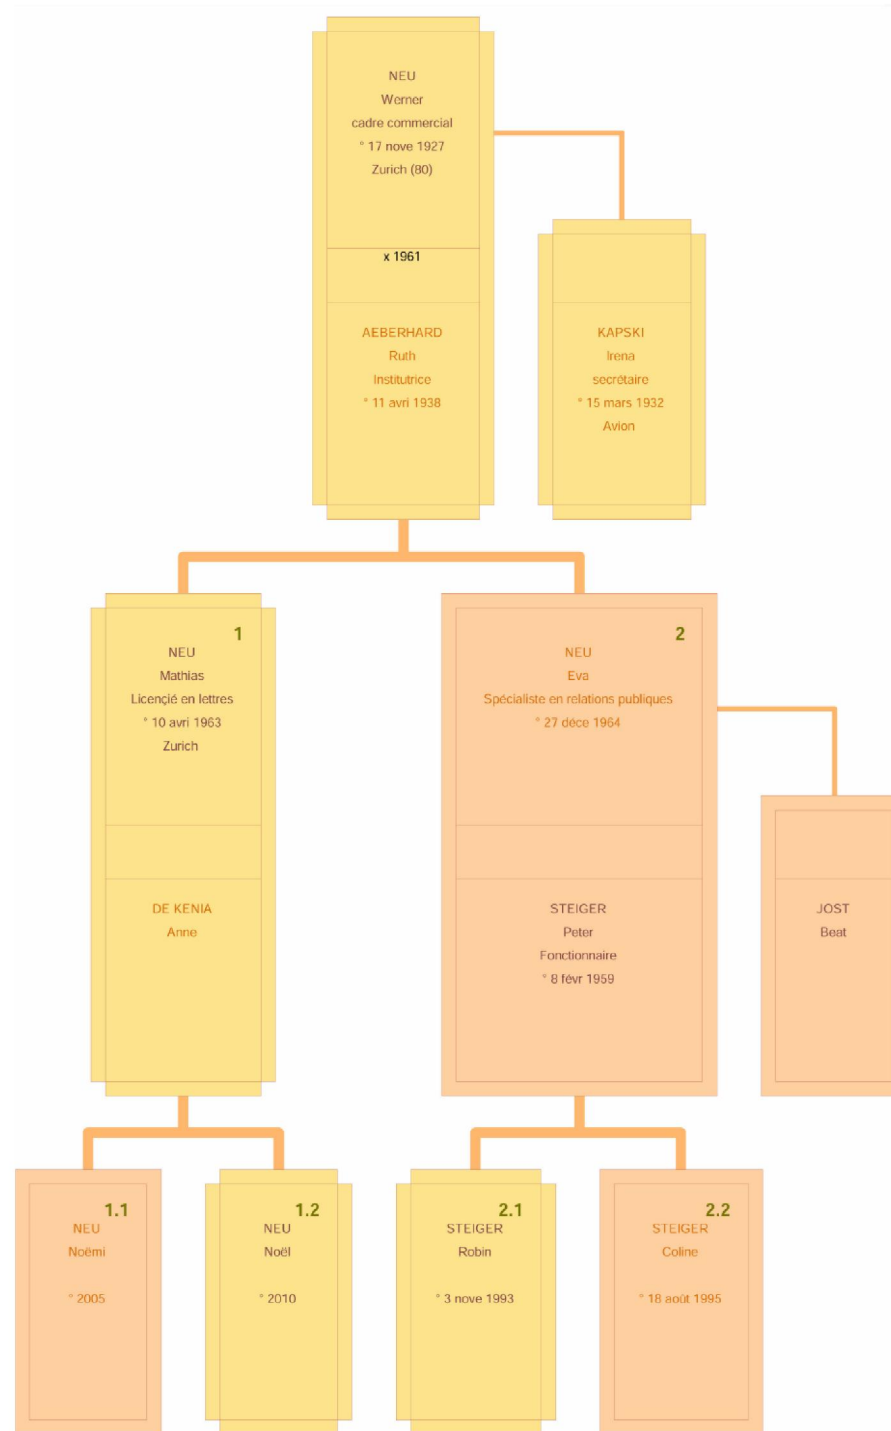 NEU
Werner
cadre commercial
° 17 nove 1927
Zurich (80)
x 1961
AEBERHARD
Ruth
Institutrice
° 11 avri 1938
KAPSKI
Irena
secrétaire
° 15 mars 1932
Avion
1
NEU
Mathias
Licençié en lettres
° 10 avri 1963
Zurich
DE KENIA
Anne
2
NEU
Eva
Spécialiste en relations publiques
° 27 déce 1964
STEIGER
Peter
Fonctionnaire
° 8 févr 1959
JOST
Beat
1.1
NEU
Noëmi
° 2005
1.2
NEU
Noël
° 2010
2.1
STEIGER
Robin
° 3 nove 1993
2.2
STEIGER
Coline
° 18 août 1995